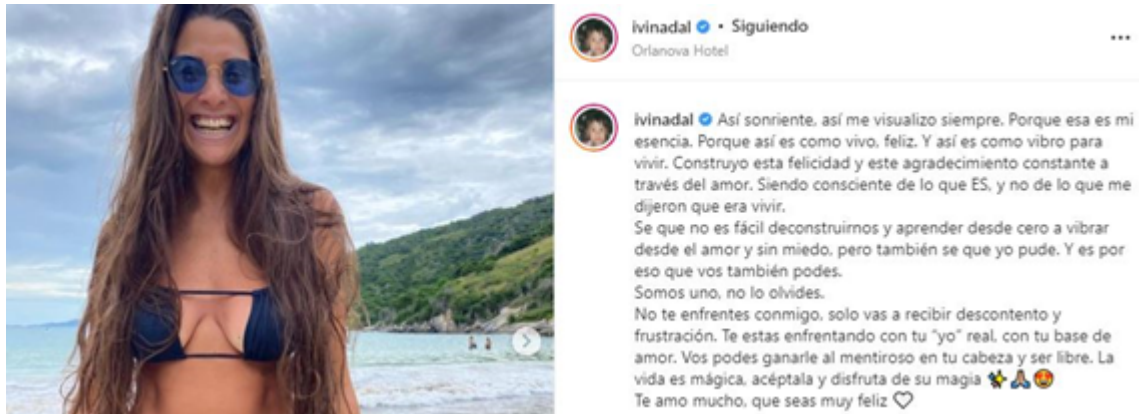 ivinadal • Siguiendo
Orlanova Hotel
ivinadal Así sonriente, así me visualizo siempre. Porque esa es mi
esencia. Porque así es como vivo, feliz. Y así es como vibro para
vivir. Construyo esta felicidad y este agradecimiento constante a
través del amor. Siendo consciente de lo que ES, y no de lo que me
dijeron que era vivir.
Se que no es fácil deconstruirnos y aprender desde cero a vibrar
desde el amor y sin miedo, pero también se que yo pude. Y es por
eso que vos también podes.
Somos uno, no lo olvides.
No te enfrentes conmigo, solo vas a recibir descontento y
frustración. Te estas enfrentando con tu "yo" real, con tu base de
amor. Vos podes ganarle al mentiroso en tu cabeza y ser libre. La
vida es mágica, acéptala y disfruta de su magia ✨🙏🏽😍
Te amo mucho, que seas muy feliz ♡